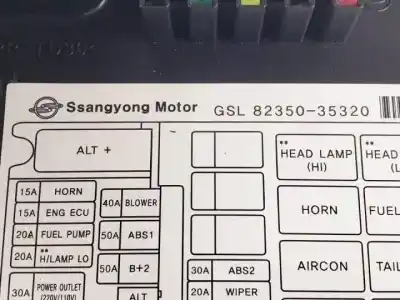 Ssangyong Motor GSL 82350-35320
ALT +
15A HORN
15A ENG ECU
20A FUEL PUMP
20A ** H/LAMP LO
30A POWER OUTLET (220V/110V)
40A BLOWER
50A ABS1
50A B+2
ALT
30A ABS2
20A WIPER
** HEAD LAMP (HI)
HORN
AIRCON
** HEAD
FUEL
TAIL